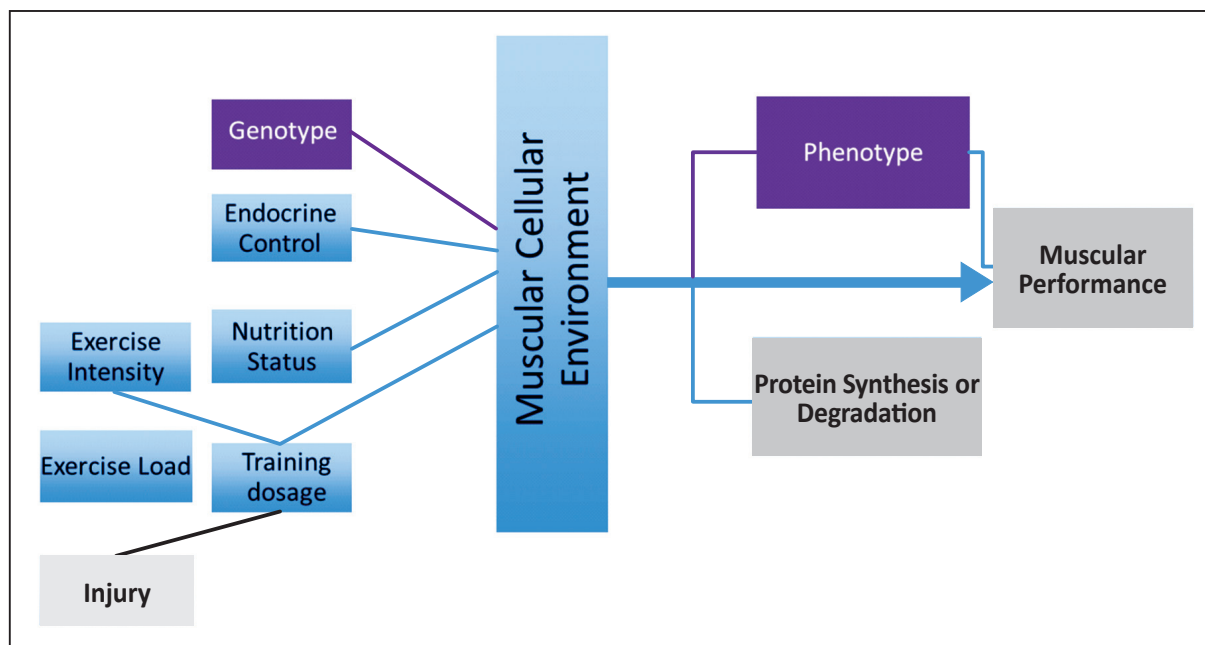 Genotype
Endocrine
Control
Nutrition
Status
Exercise
Intensity
Exercise Load
Training
dosage
Injury
Muscular Cellular
Environment
Phenotype
Muscular
Performance
Protein Synthesis or
Degradation